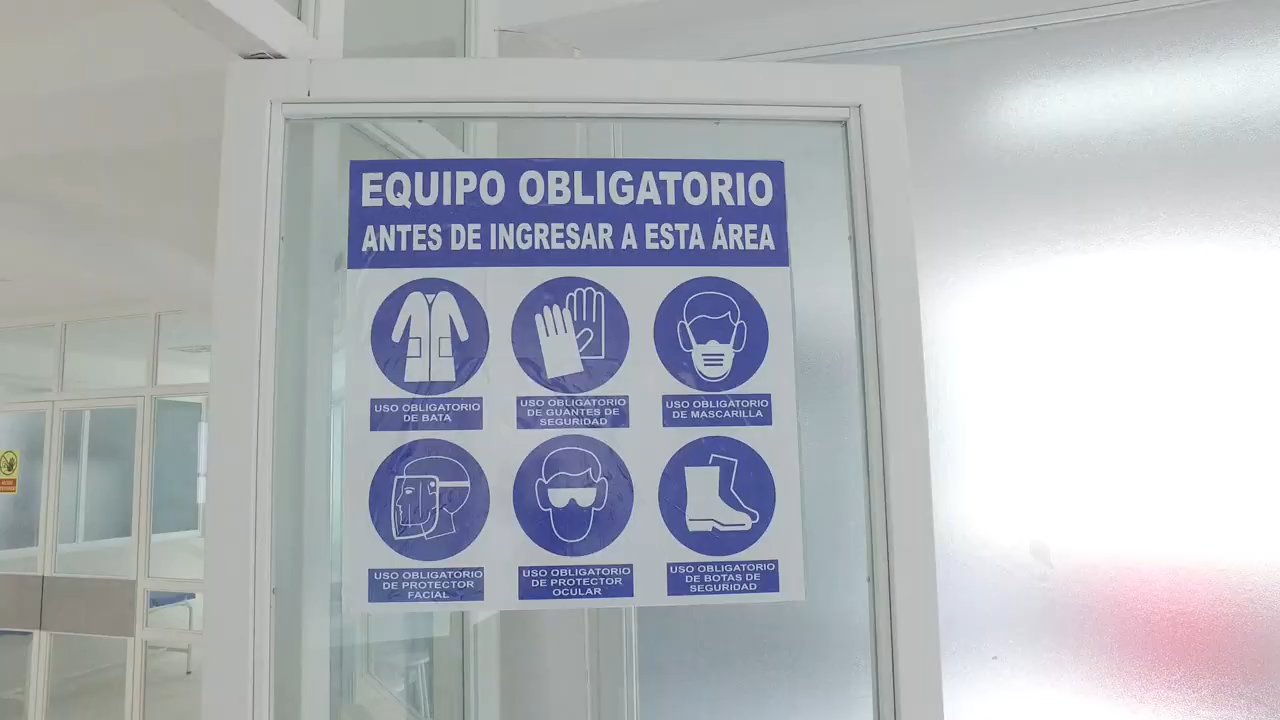 EQUIPO OBLIGATORIO
ANTES DE INGRESAR A ESTA ÁREA
USO OBLIGATORIO
DE BATA
USO OBLIGATORIO
DE GUANTES DE
SEGURIDAD
USO OBLIGATORIO
DE MASCARILLA
USO OBLIGATORIO
DE PROTECTOR
FACIAL
USO OBLIGATORIO
DE PROTECTOR
OCULAR
USO OBLIGATORIO
DE BOTAS DE
SEGURIDAD